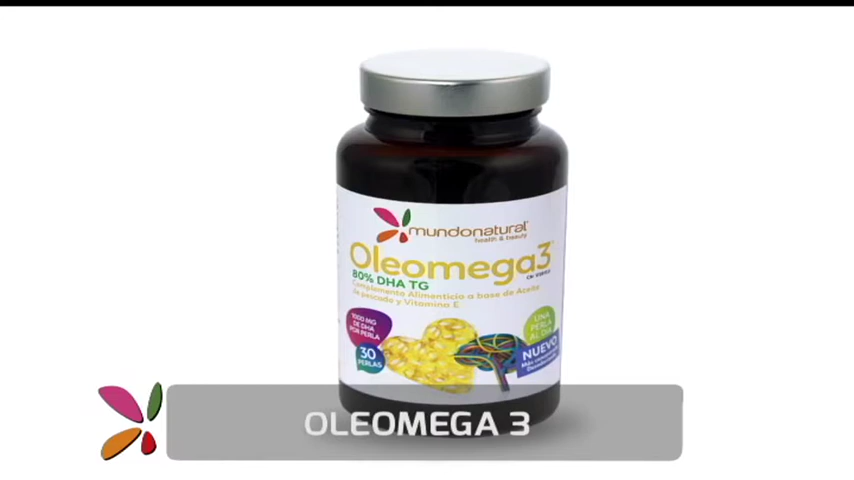 mundonatural
health & beauty
Oleomega3
80% DHA TG
Complemento Alimenticio a base de Aceite
de pescado y Vitamina E
1000 MG
DE DHA
POR PERLA
30
PERLAS
UNA
PERLA
AL DÍA
NUEVO
OLEOMEGA 3